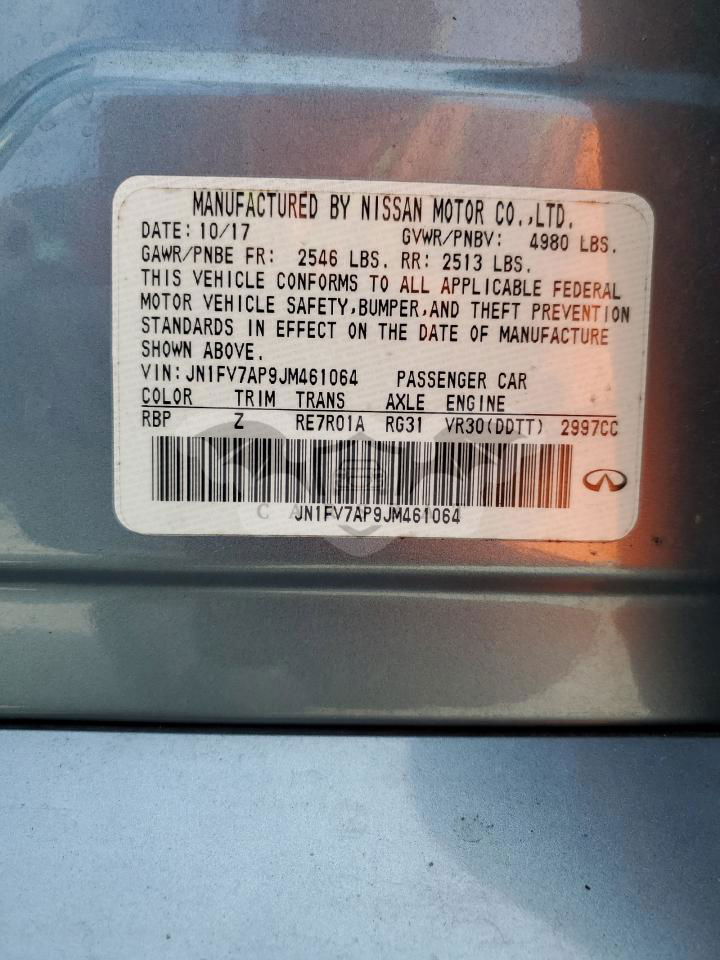 MANUFACTURED BY NISSAN MOTOR CO.,LTD.
DATE: 10/17 GVWR/PNBV: 4980 LBS.
GAWR/PNBE FR: 2546 LBS. RR: 2513 LBS.
THIS VEHICLE CONFORMS TO ALL APPLICABLE FEDERAL
MOTOR VEHICLE SAFETY,BUMPER,AND THEFT PREVENTION
STANDARDS IN EFFECT ON THE DATE OF MANUFACTURE
SHOWN ABOVE.
VIN: JN1FV7AP9JM461064 PASSENGER CAR
COLOR TRIM TRANS AXLE ENGINE
RBP Z RE7R01A RG31 VR30(DDTT) 2997CC
JN1FV7AP9JM461064